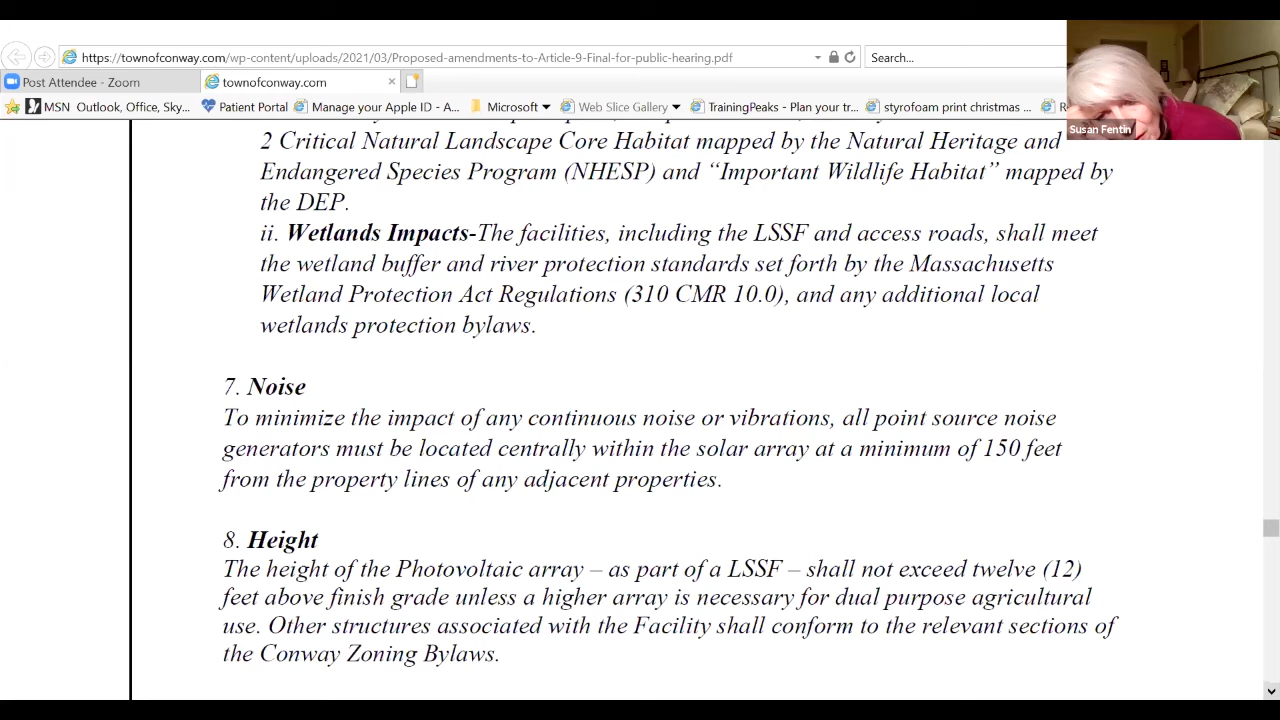 https://townofconway.com/wp-content/uploads/2021/03/Proposed-amendments-to-Article-9-Final-for-public-hearing.pdf
Search...
Post Attendee - Zoom
townofconway.com
MSN
Outlook, Office, Sky...
Patient Portal
Manage your Apple ID - A...
Microsoft
Web Slice Gallery
TrainingPeaks - Plan your tr...
styrofoam print christmas ...
Susan Fentin
2 Critical Natural Landscape Core Habitat mapped by the Natural Heritage and
Endangered Species Program (NHESP) and “Important Wildlife Habitat” mapped by
the DEP.
ii. Wetlands Impacts-The facilities, including the LSSF and access roads, shall meet
the wetland buffer and river protection standards set forth by the Massachusetts
Wetland Protection Act Regulations (310 CMR 10.0), and any additional local
wetlands protection bylaws.
7. Noise
To minimize the impact of any continuous noise or vibrations, all point source noise
generators must be located centrally within the solar array at a minimum of 150 feet
from the property lines of any adjacent properties.
8. Height
The height of the Photovoltaic array – as part of a LSSF – shall not exceed twelve (12)
feet above finish grade unless a higher array is necessary for dual purpose agricultural
use. Other structures associated with the Facility shall conform to the relevant sections of
the Conway Zoning Bylaws.